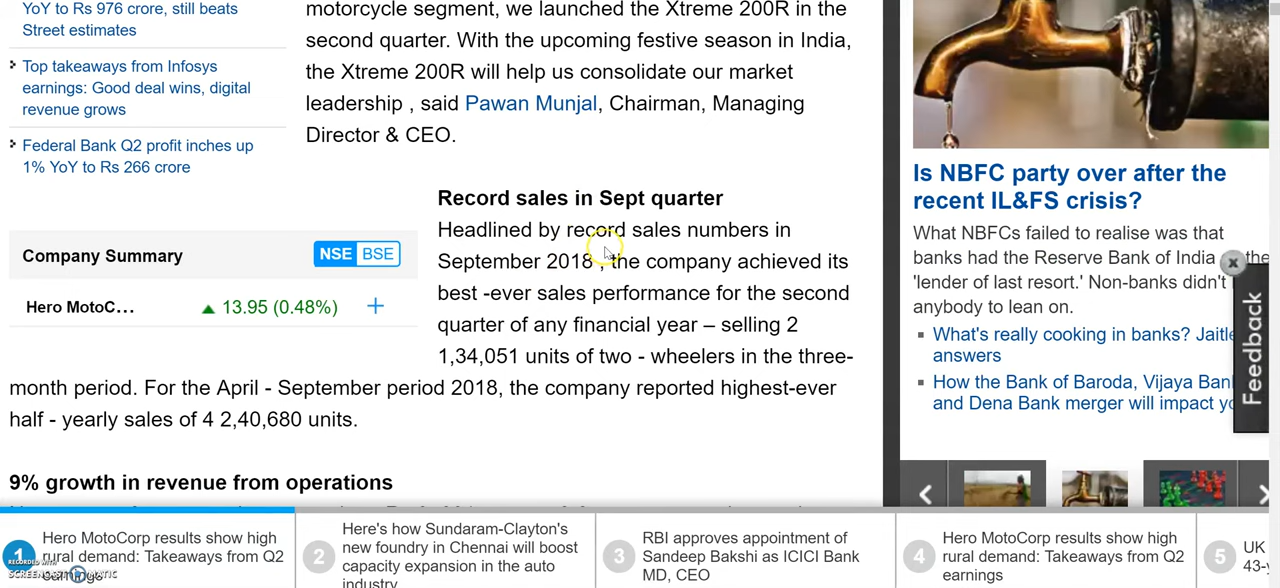 YoY to Rs 976 crore, still beats
Street estimates
Top takeaways from Infosys
earnings: Good deal wins, digital
revenue grows
Federal Bank Q2 profit inches up
1% YoY to Rs 266 crore
motorcycle segment, we launched the Xtreme 200R in the
second quarter. With the upcoming festive season in India,
the Xtreme 200R will help us consolidate our market
leadership , said Pawan Munjal, Chairman, Managing
Director & CEO.
Company Summary
NSE BSE
Hero MotoC...
13.95 (0.48%) +
Record sales in Sept quarter
Headlined by record sales numbers in
September 2018 , the company achieved its
best -ever sales performance for the second
quarter of any financial year – selling 2
1,34,051 units of two - wheelers in the three-
month period. For the April - September period 2018, the company reported highest-ever
half - yearly sales of 4 2,40,680 units.
9% growth in revenue from operations
Is NBFC party over after the
recent IL&FS crisis?
What NBFCs failed to realise was that
banks had the Reserve Bank of India the
'lender of last resort.' Non-banks didn't
anybody to lean on.
What's really cooking in banks? Jaitle
answers
How the Bank of Baroda, Vijaya Ban
and Dena Bank merger will impact yo
Feedback
1
Hero MotoCorp results show high
rural demand: Takeaways from Q2
earnings
2
Here's how Sundaram-Clayton's
new foundry in Chennai will boost
capacity expansion in the auto
industry
3
RBI approves appointment of
Sandeep Bakshi as ICICI Bank
MD, CEO
4
Hero MotoCorp results show high
rural demand: Takeaways from Q2
earnings
5
UK
43-y
RECORDED WITH
SCREENCAST-O-MATIC